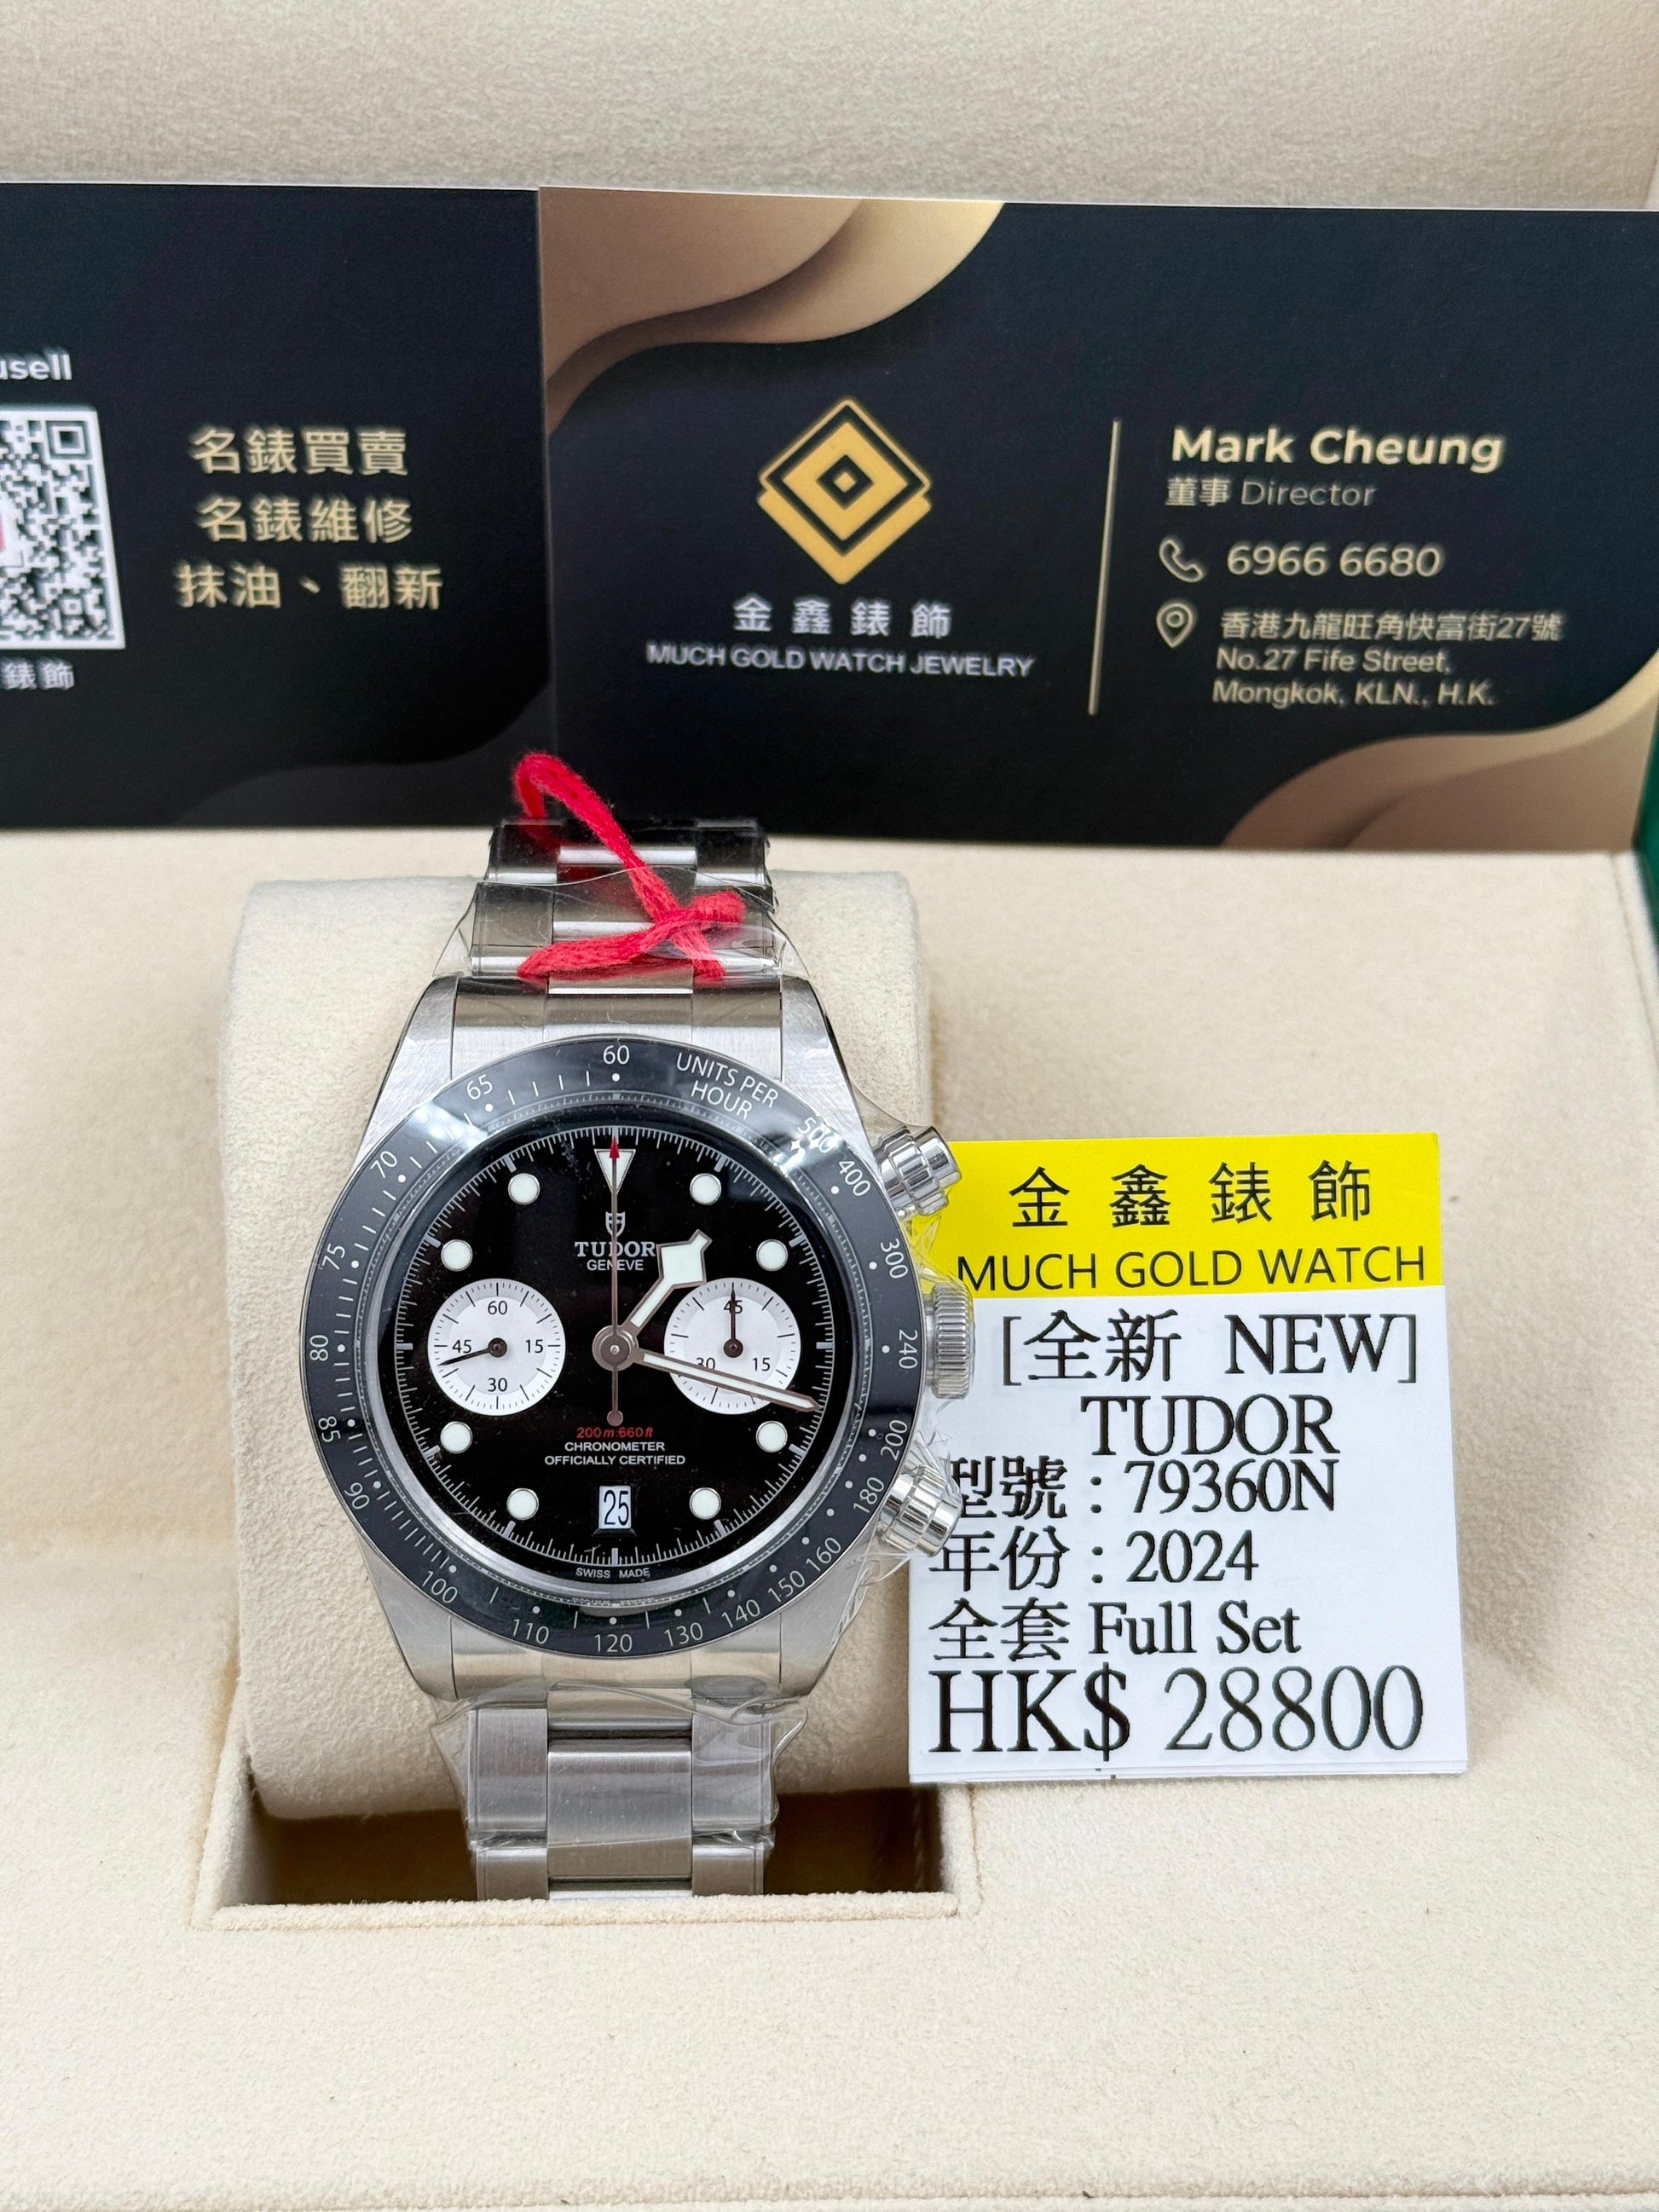 名錶買賣
名錶維修
抹油、翻新
錶飾
金鑫錶飾
MUCH GOLD WATCH JEWELRY
Mark Cheung
董事 Director
6966 6680
香港九龍旺角快富街27號
No.27 Fife Street,
Mongkok, KLN., H.K.
60
UNITS PER
HOUR
500
400
300
240
200
180
160
150
140
130
120
110
100
90
85
80
75
70
65
TUDOR
GENEVE
60
45 15
30
45
30 15
200m:660ft
CHRONOMETER
OFFICIALLY CERTIFIED
25
SWISS MADE
金鑫錶飾
MUCH GOLD WATCH
[全新 NEW]
TUDOR
型號：79360N
年份：2024
全套 Full Set
HK$ 28800